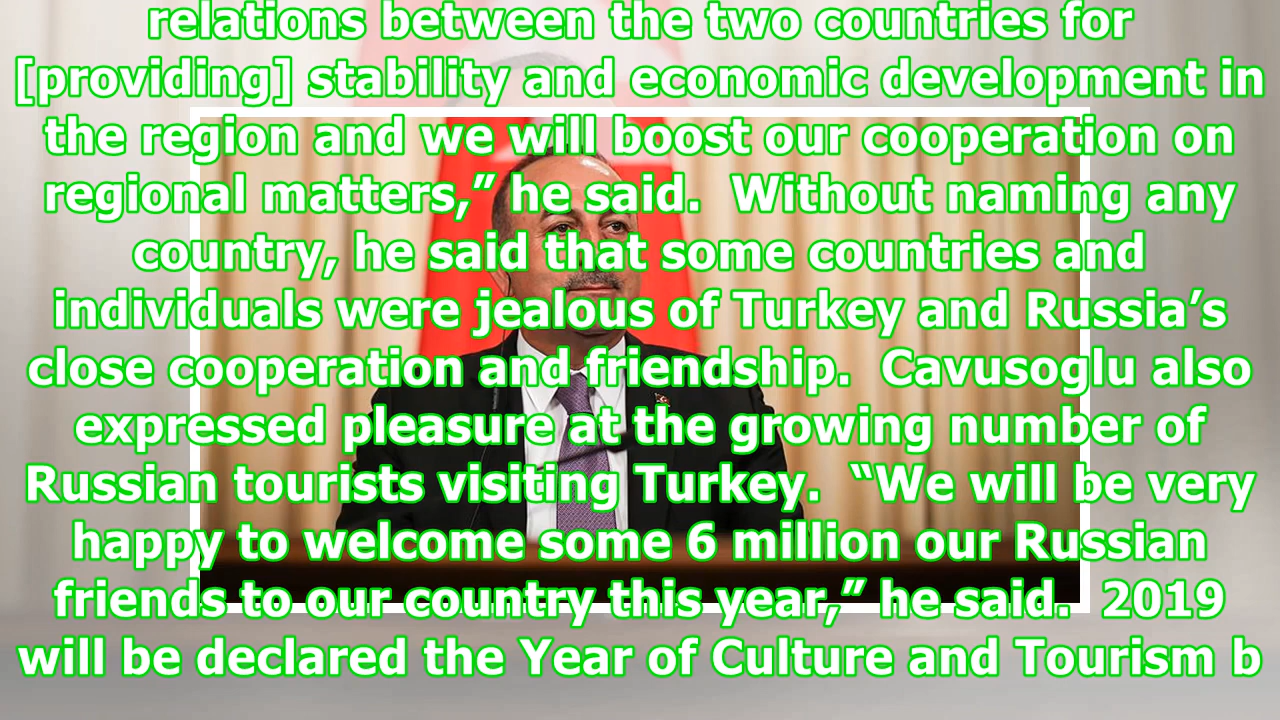 relations between the two countries for
[providing] stability and economic development in
the region and we will boost our cooperation on
regional matters,” he said.  Without naming any
country, he said that some countries and
individuals were jealous of Turkey and Russia’s
close cooperation and friendship.  Cavusoglu also
expressed pleasure at the growing number of
Russian tourists visiting Turkey.  “We will be very
happy to welcome some 6 million our Russian
friends to our country this year,” he said.  2019
will be declared the Year of Culture and Tourism b